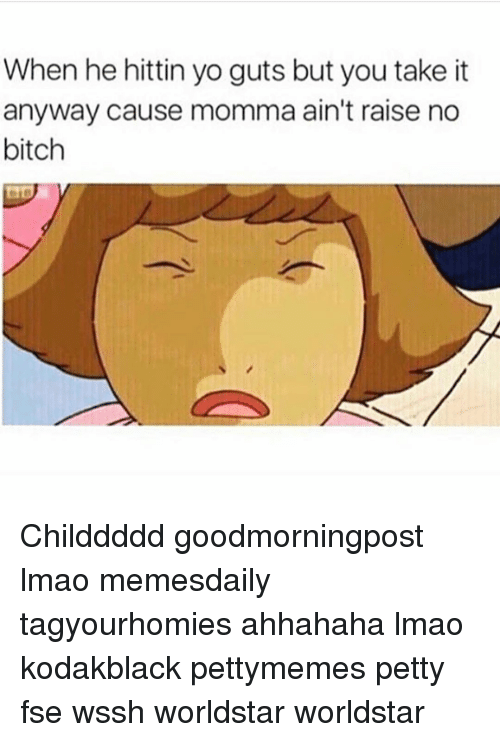 When he hittin yo guts but you take it
anyway cause momma ain't raise no
bitch
Childdddd goodmorningpost
lmao memesdaily
tagyourhomies ahhahaha lmao
kodakblack pettymemes petty
fse wssh worldstar worldstar